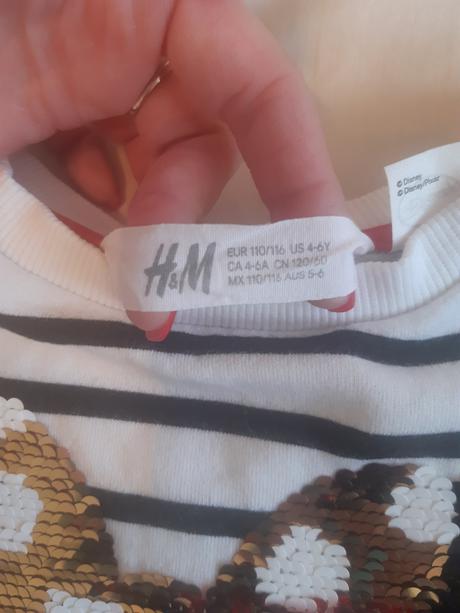 © Disney
© Disney/Pixar
H&M
EUR 110/116 US 4-6Y
CA 4-6A CN 120/60
MX 110/116 AUS 5-6